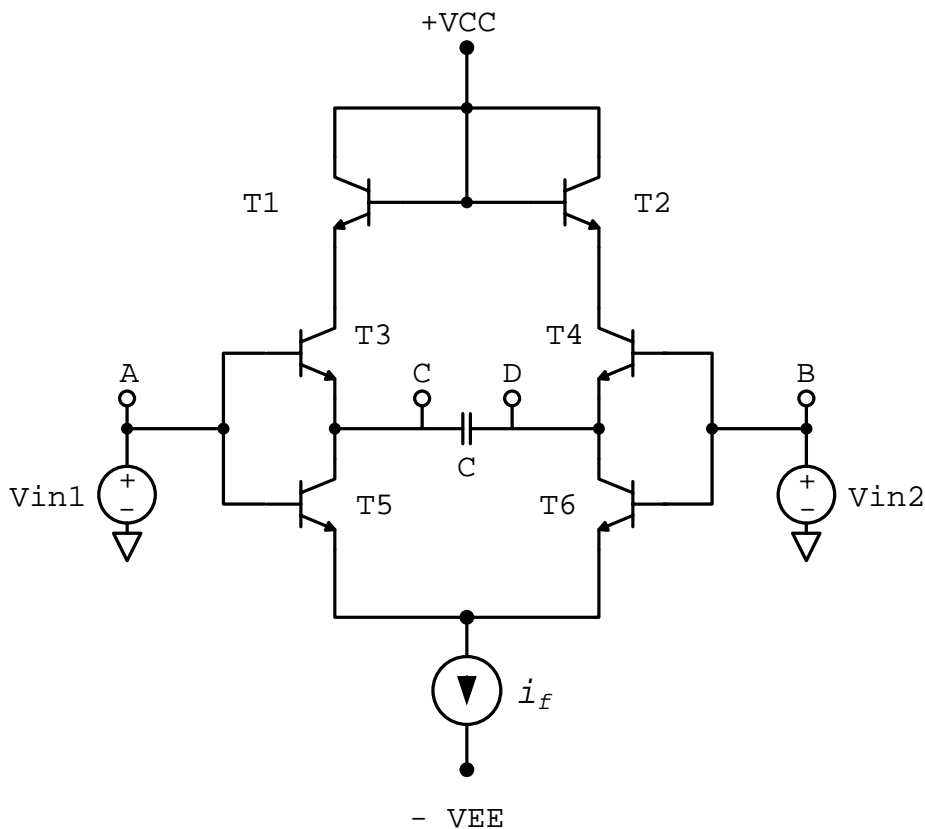 +VCC
T1
T2
T3
T4
A
C
D
B
C
Vin1
+
−
T5
T6
+
−
Vin2
i_f
- VEE